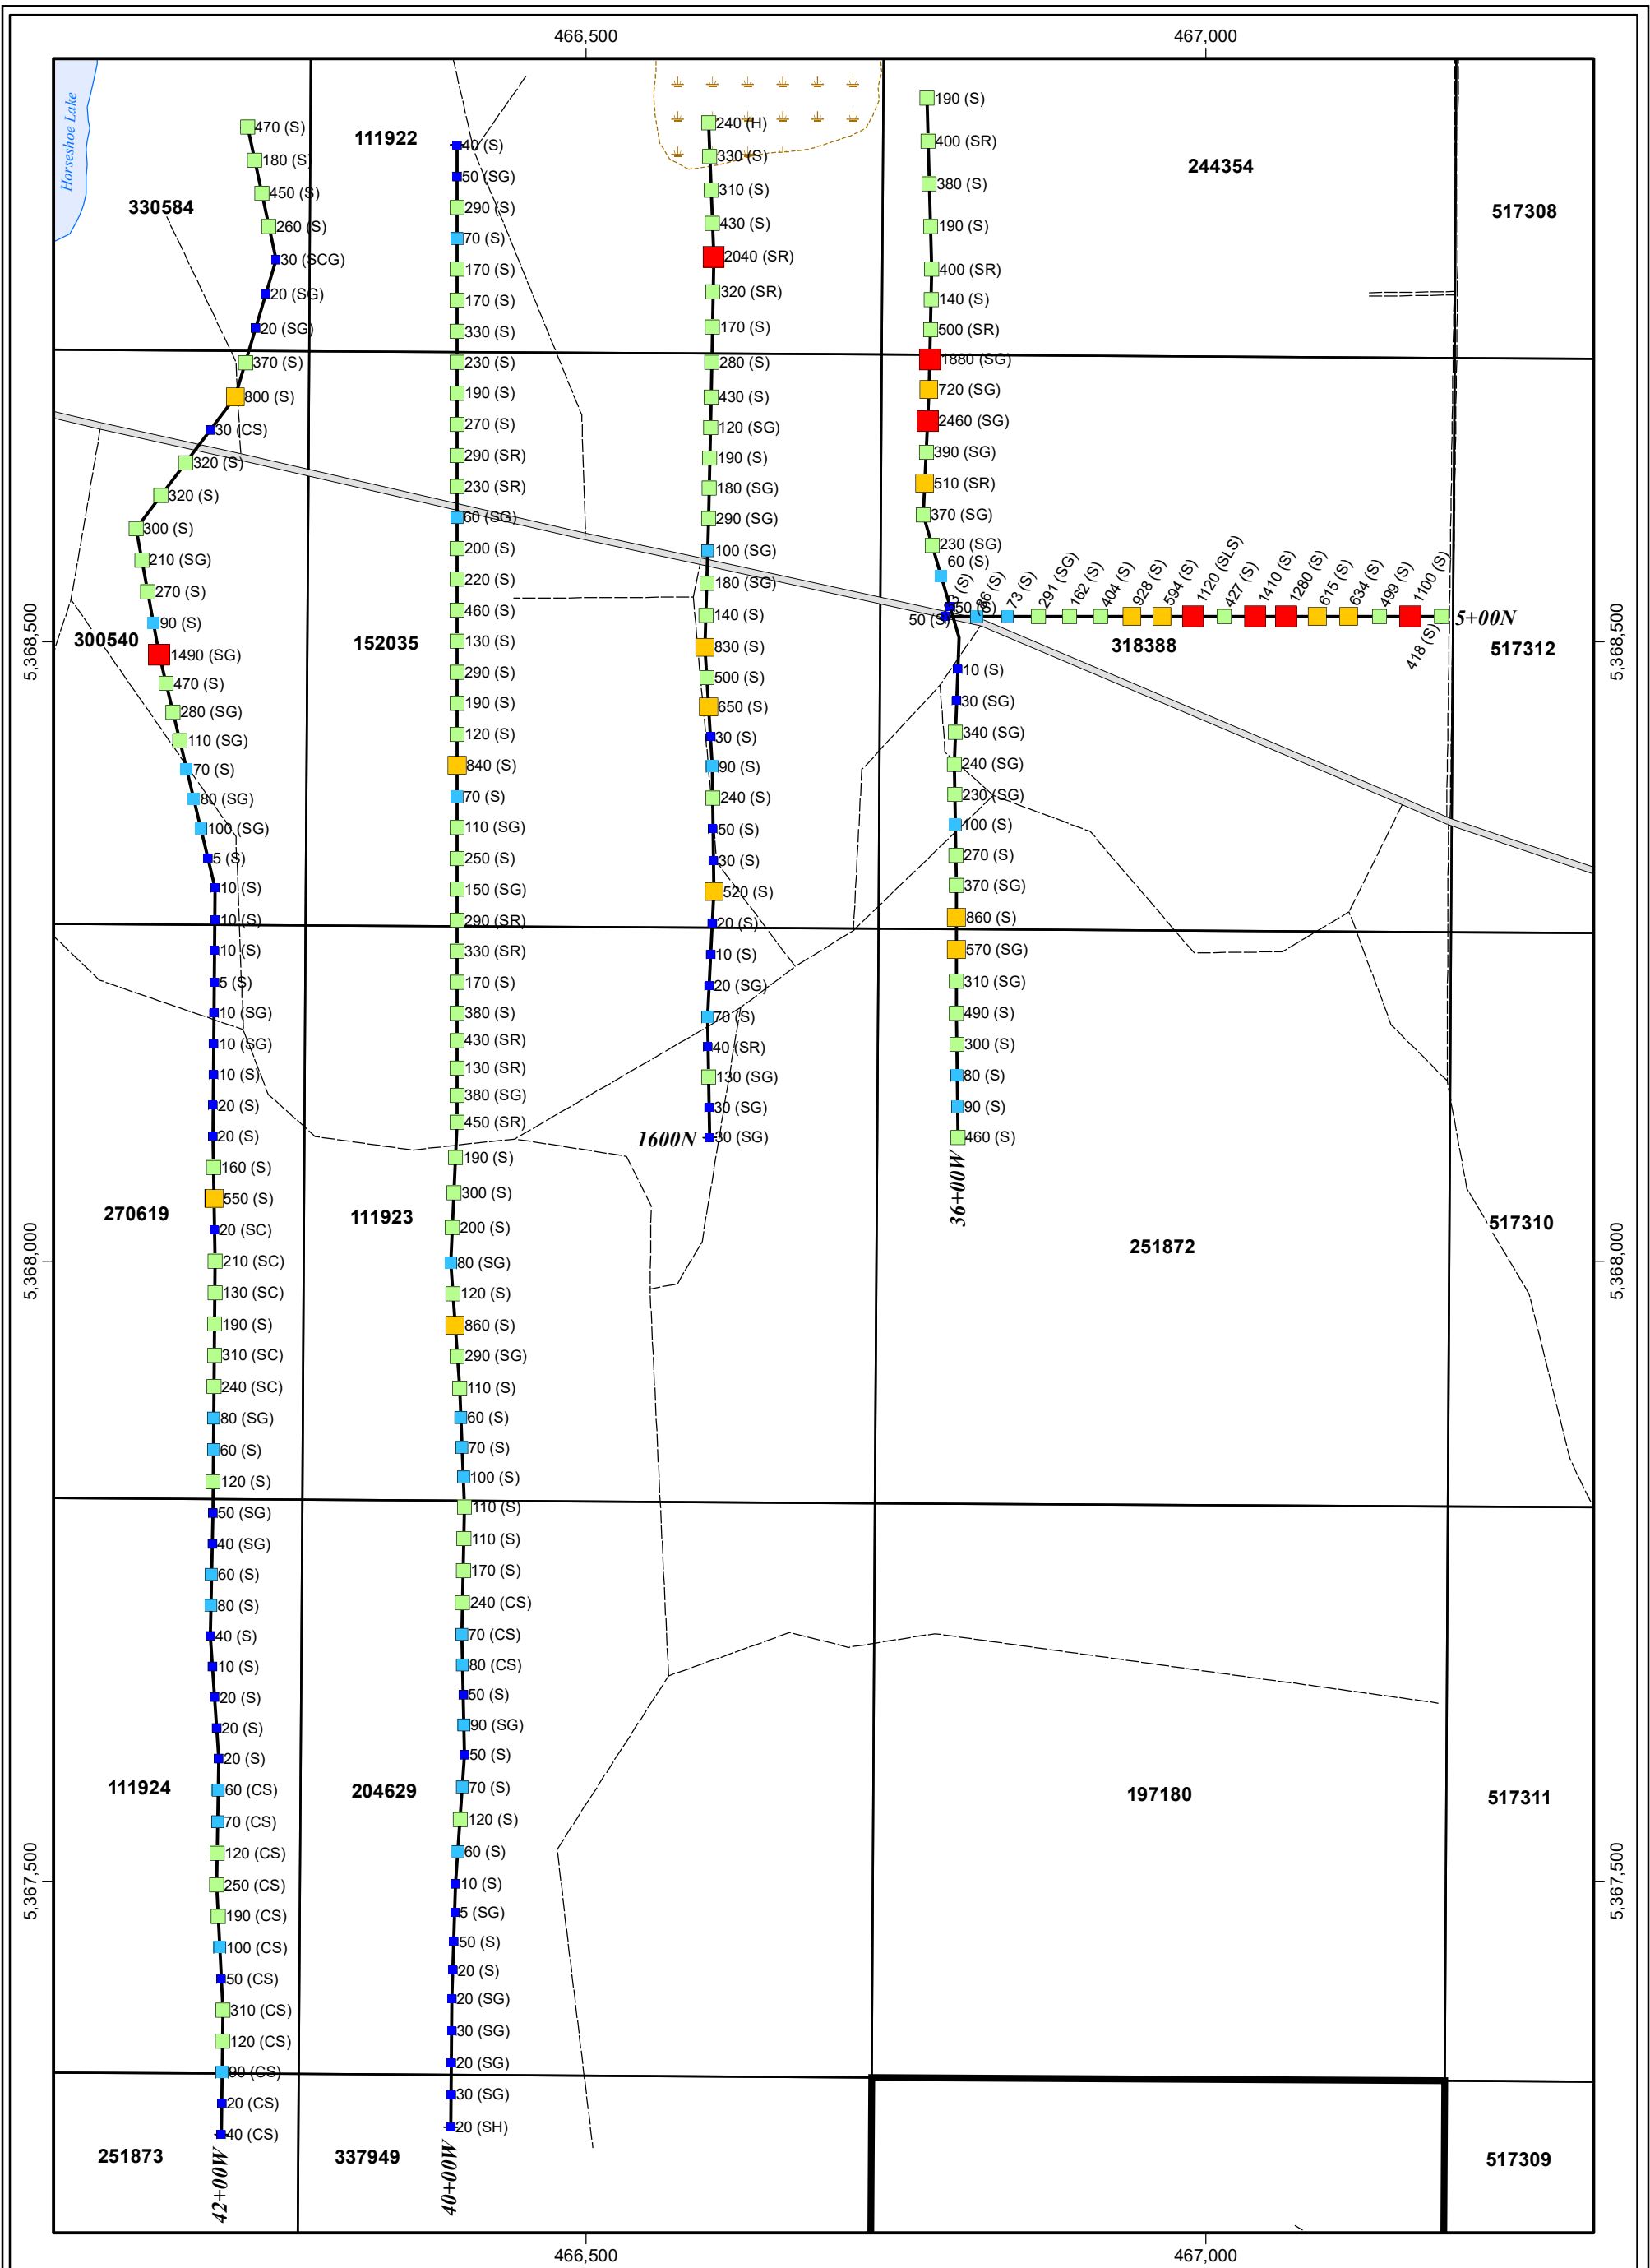 466,500
467,000
Horseshoe Lake
330584
111922
244354
517308
300540
152035
318388
517312
270619
111923
251872
517310
111924
204629
197180
517311
251873
337949
517309
5,368,500
5,368,000
5,367,500
5,368,500
5,368,000
5,367,500
470 (S)
180 (S)
450 (S)
260 (S)
30 (SCG)
20 (SG)
20 (SG)
370 (S)
800 (S)
30 (CS)
320 (S)
320 (S)
300 (S)
210 (SG)
270 (S)
90 (S)
1490 (SG)
470 (S)
280 (SG)
110 (SG)
70 (S)
80 (SG)
100 (SG)
5 (S)
10 (S)
10 (S)
10 (S)
5 (S)
10 (SG)
10 (SG)
10 (S)
20 (S)
20 (S)
160 (S)
550 (S)
20 (SC)
210 (SC)
130 (SC)
190 (S)
310 (SC)
240 (SC)
80 (SG)
60 (S)
120 (S)
50 (SG)
40 (SG)
60 (S)
80 (S)
40 (S)
10 (S)
20 (S)
20 (S)
20 (S)
60 (CS)
70 (CS)
120 (CS)
250 (CS)
190 (CS)
100 (CS)
50 (CS)
310 (CS)
120 (CS)
90 (CS)
20 (CS)
40 (CS)
42+00W
40 (S)
50 (SG)
290 (S)
70 (S)
170 (S)
170 (S)
330 (S)
230 (S)
190 (S)
270 (S)
290 (SR)
230 (SR)
60 (SG)
200 (S)
220 (S)
460 (S)
130 (S)
290 (S)
190 (S)
120 (S)
840 (S)
70 (S)
110 (SG)
250 (S)
150 (SG)
290 (SR)
330 (SR)
170 (S)
380 (S)
430 (SR)
130 (SR)
380 (SG)
450 (SR)
190 (S)
300 (S)
200 (S)
80 (SG)
120 (S)
860 (S)
290 (SG)
110 (S)
60 (S)
70 (S)
100 (S)
110 (S)
110 (S)
170 (S)
240 (CS)
70 (CS)
80 (CS)
50 (S)
90 (SG)
50 (S)
70 (S)
120 (S)
60 (S)
10 (S)
5 (SG)
50 (S)
20 (S)
20 (SG)
30 (SG)
20 (SG)
30 (SG)
20 (SH)
40+00W
240 (H)
330 (S)
310 (S)
430 (S)
2040 (SR)
320 (SR)
170 (S)
280 (S)
430 (S)
120 (SG)
190 (S)
180 (SG)
290 (SG)
100 (SG)
180 (SG)
140 (S)
830 (S)
500 (S)
650 (S)
30 (S)
90 (S)
240 (S)
50 (S)
30 (S)
520 (S)
20 (S)
10 (S)
20 (SG)
70 (S)
40 (SR)
130 (SG)
30 (SG)
30 (SG)
1600N
190 (S)
400 (SR)
380 (S)
190 (S)
400 (SR)
140 (S)
500 (SR)
1880 (SG)
720 (SG)
2460 (SG)
390 (SG)
510 (SR)
370 (SG)
230 (SG)
60 (S)
50 (S)
50 (S)
10 (S)
30 (SG)
340 (SG)
240 (SG)
230 (SG)
100 (S)
270 (S)
370 (SG)
860 (S)
570 (SG)
310 (SG)
490 (S)
300 (S)
80 (S)
90 (S)
460 (S)
36+00W
86 (S)
73 (S)
291 (SG)
162 (S)
404 (S)
928 (S)
594 (S)
1120 (SLS)
427 (S)
1410 (S)
1280 (S)
615 (S)
634 (S)
499 (S)
1100 (S)
418 (S)
5+00N
466,500
467,000